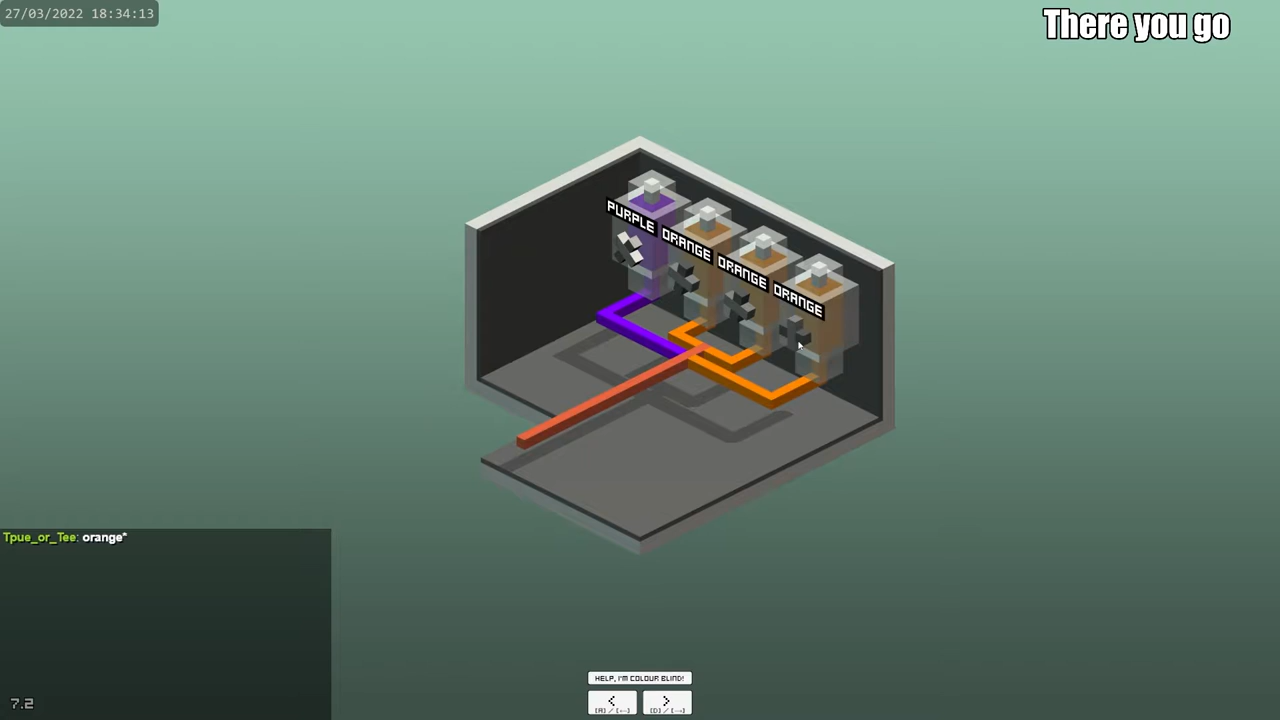 27/03/2022 18:34:13
There you go
PURPLE
ORANGE
ORANGE
ORANGE
Tpue_or_Tee: orange*
HELP, I'M COLOUR BLIND!
< >
[A] / [←] [D] / [→]
7.2